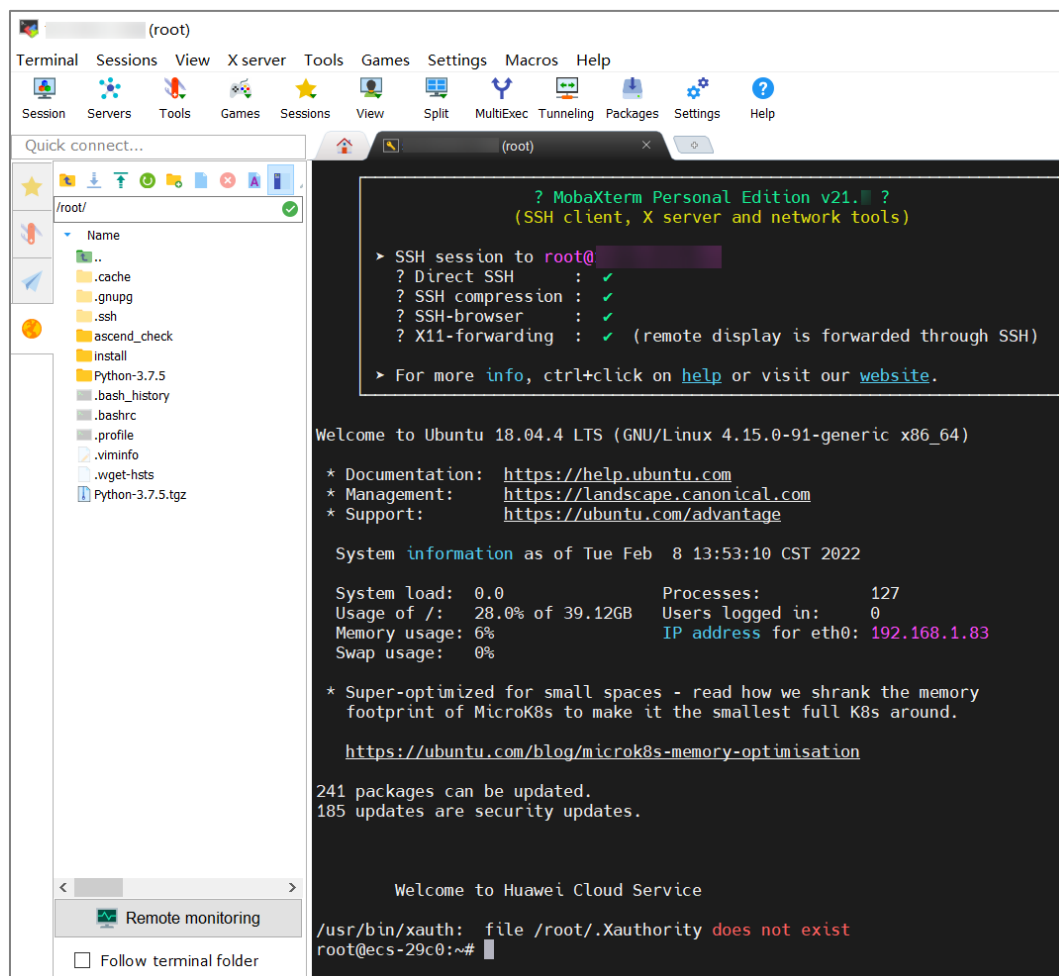 (root)
Terminal Sessions View X server Tools Games Settings Macros Help
Session Servers Tools Games Sessions View Split MultiExec Tunneling Packages Settings Help
Quick connect...
(root) ×
/root/
Name
..
.cache
.gnupg
.ssh
ascend_check
install
Python-3.7.5
.bash_history
.bashrc
.profile
.viminfo
.wget-hsts
Python-3.7.5.tgz
Remote monitoring
Follow terminal folder
? MobaXterm Personal Edition v21. ?
(SSH client, X server and network tools)
➤ SSH session to root@
? Direct SSH : ✔
? SSH compression : ✔
? SSH-browser : ✔
? X11-forwarding : ✔ (remote display is forwarded through SSH)
➤ For more info, ctrl+click on help or visit our website.
Welcome to Ubuntu 18.04.4 LTS (GNU/Linux 4.15.0-91-generic x86_64)
* Documentation: https://help.ubuntu.com
* Management: https://landscape.canonical.com
* Support: https://ubuntu.com/advantage
System information as of Tue Feb 8 13:53:10 CST 2022
System load: 0.0 Processes: 127
Usage of /: 28.0% of 39.12GB Users logged in: 0
Memory usage: 6% IP address for eth0: 192.168.1.83
Swap usage: 0%
* Super-optimized for small spaces - read how we shrank the memory
footprint of MicroK8s to make it the smallest full K8s around.
https://ubuntu.com/blog/microk8s-memory-optimisation
241 packages can be updated.
185 updates are security updates.
Welcome to Huawei Cloud Service
/usr/bin/xauth: file /root/.Xauthority does not exist
root@ecs-29c0:~#